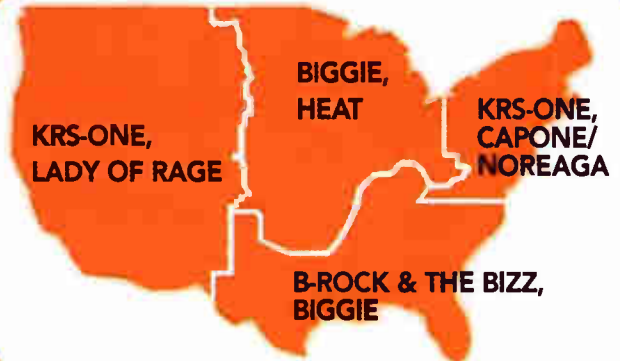 KRS-ONE,
LADY OF RAGE
BIGGIE,
HEAT
KRS-ONE,
CAPONE/
NOREAGA
B-ROCK & THE BIZZ,
BIGGIE